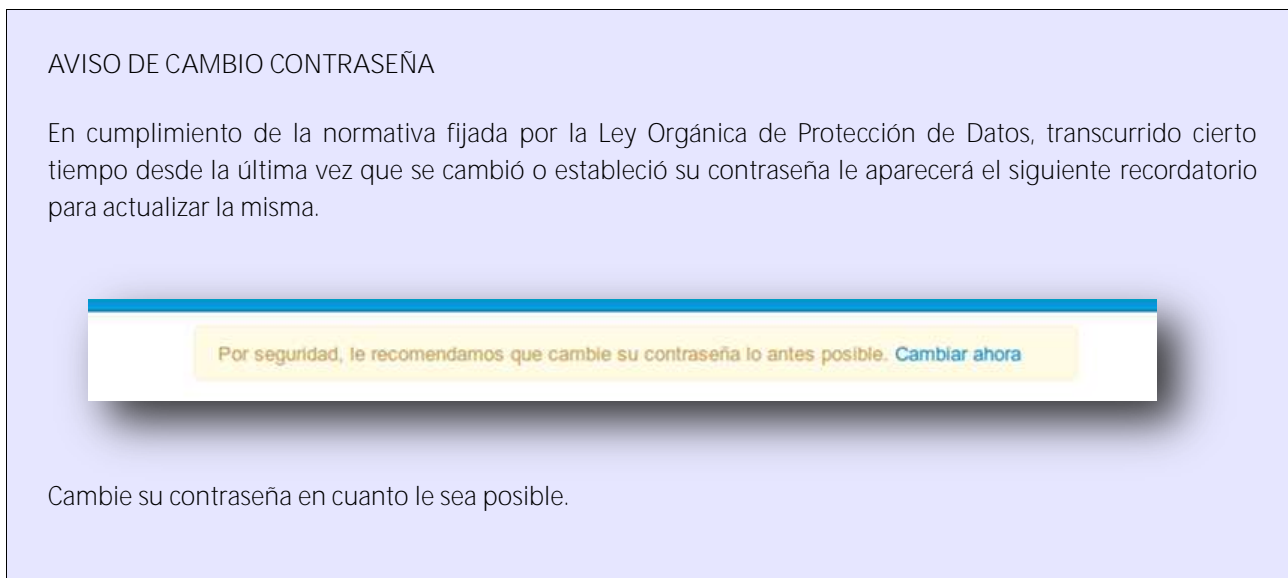 AVISO DE CAMBIO CONTRASEÑA
En cumplimiento de la normativa fijada por la Ley Orgánica de Protección de Datos, transcurrido cierto
tiempo desde la última vez que se cambió o estableció su contraseña le aparecerá el siguiente recordatorio
para actualizar la misma.
Por seguridad, le recomendamos que cambie su contraseña lo antes posible. Cambiar ahora
Cambie su contraseña en cuanto le sea posible.